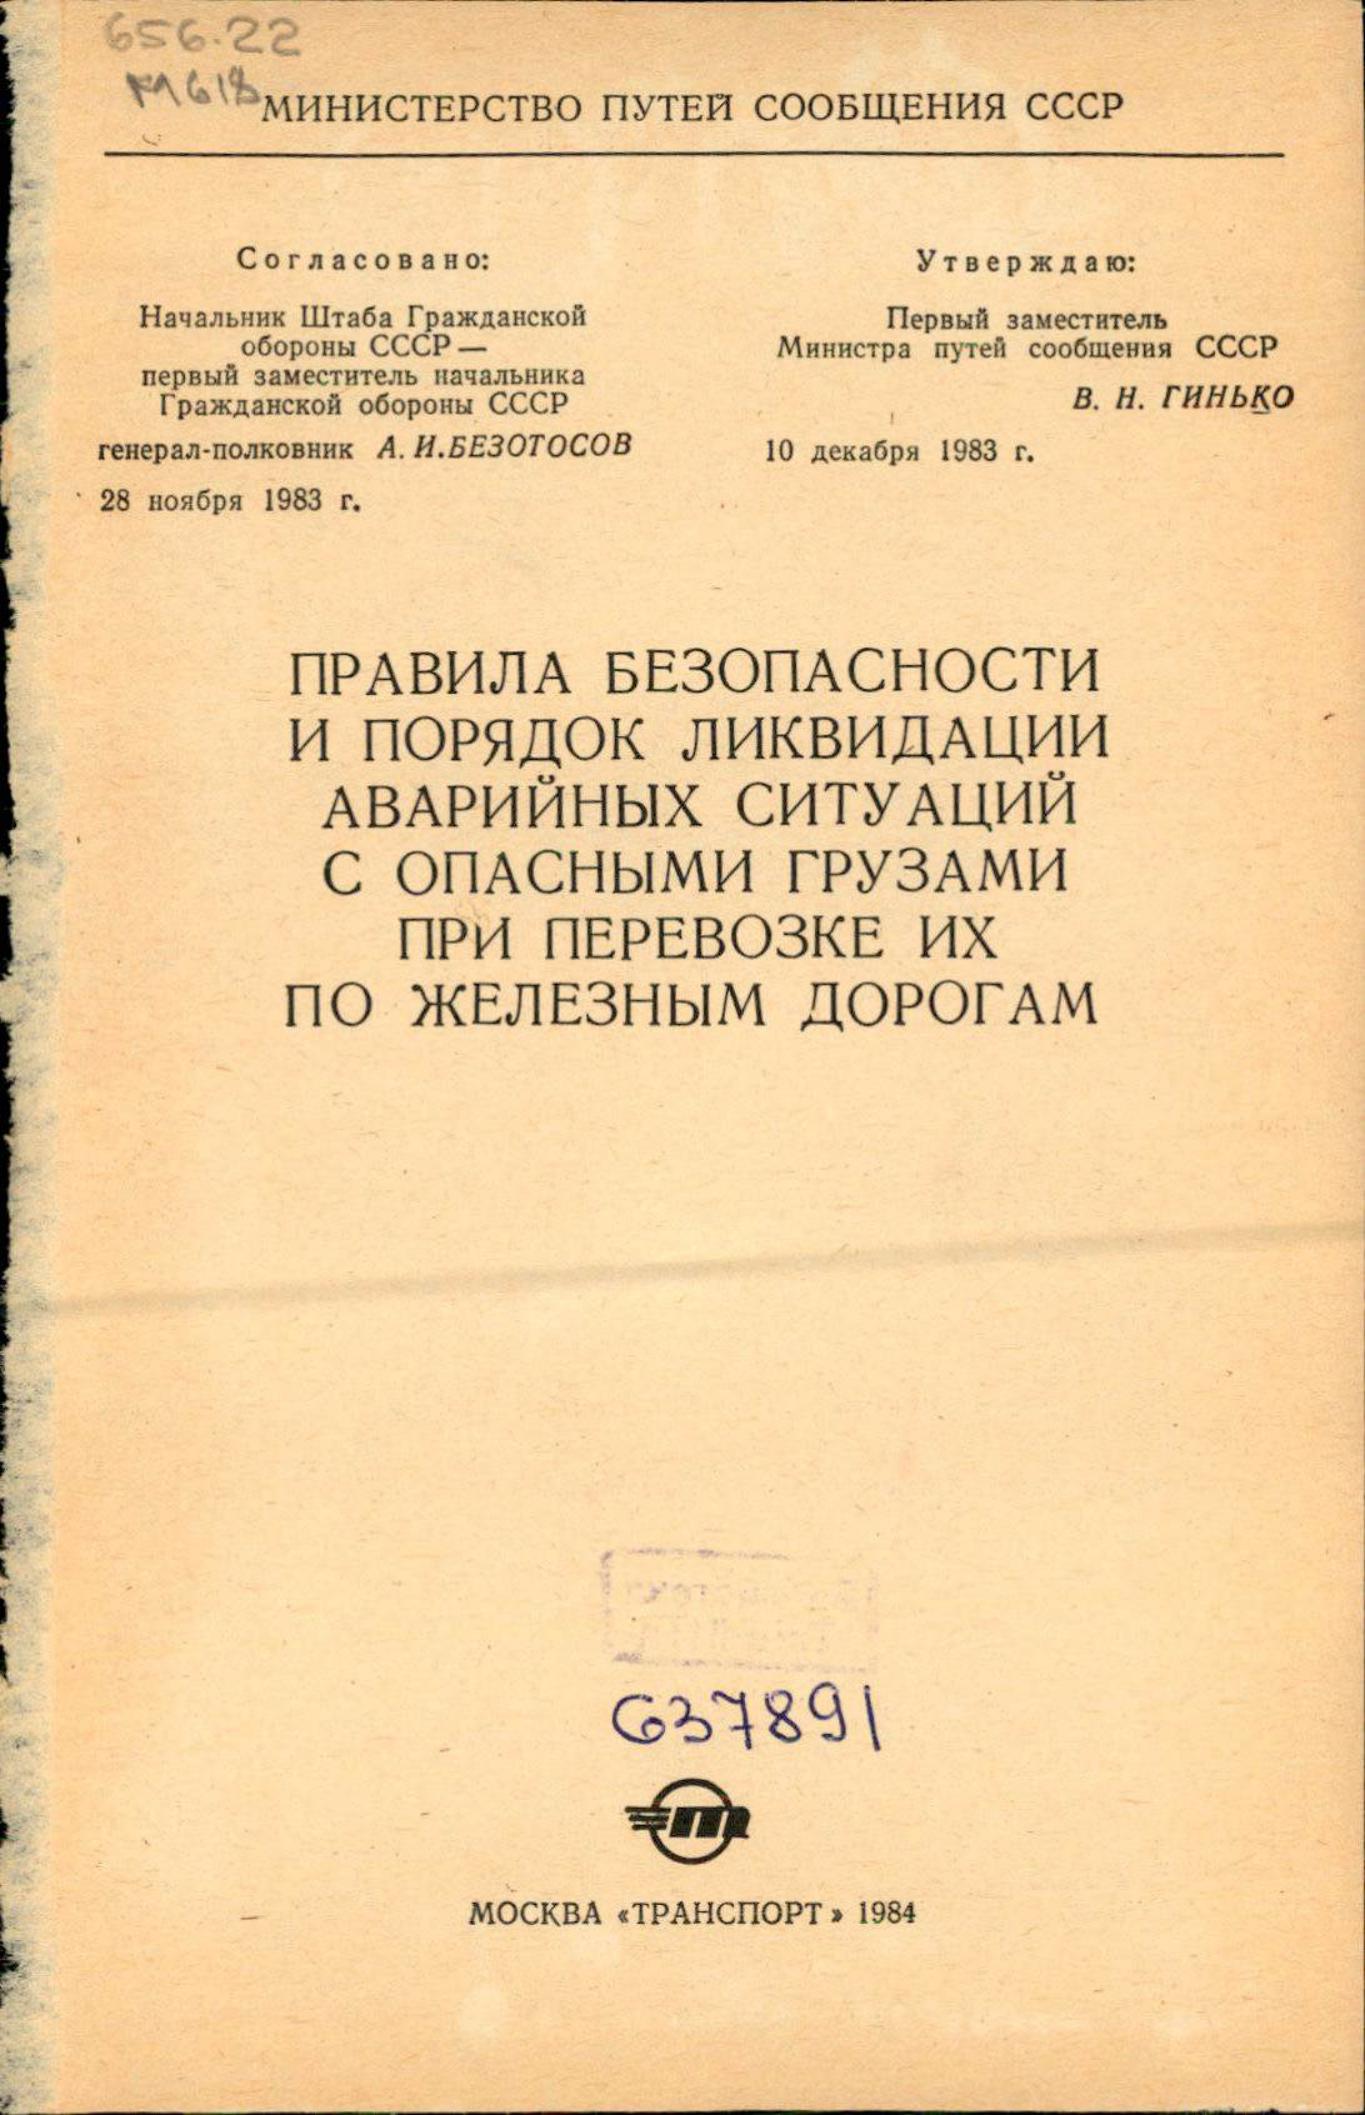 656.22
М618
МИНИСТЕРСТВО ПУТЕЙ СООБЩЕНИЯ СССР
Согласовано:
Начальник Штаба Гражданской
обороны СССР —
первый заместитель начальника
Гражданской обороны СССР
генерал-полковник А. И.БЕЗОТОСОВ
28 ноября 1983 г.
Утверждаю:
Первый заместитель
Министра путей сообщения СССР
В. Н. ГИНЬКО
10 декабря 1983 г.
ПРАВИЛА БЕЗОПАСНОСТИ
И ПОРЯДОК ЛИКВИДАЦИИ
АВАРИЙНЫХ СИТУАЦИЙ
С ОПАСНЫМИ ГРУЗАМИ
ПРИ ПЕРЕВОЗКЕ ИХ
ПО ЖЕЛЕЗНЫМ ДОРОГАМ
637891
т
МОСКВА «ТРАНСПОРТ» 1984